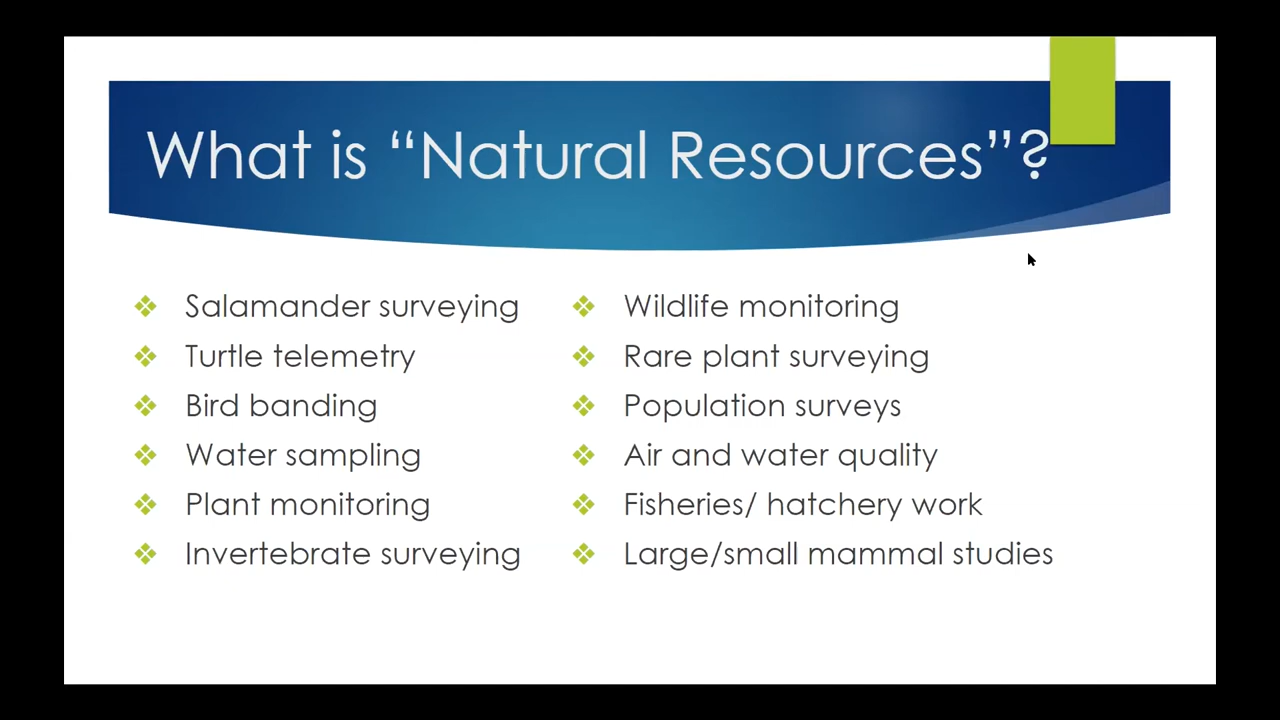 What is “Natural Resources”?
Salamander surveying
Turtle telemetry
Bird banding
Water sampling
Plant monitoring
Invertebrate surveying
Wildlife monitoring
Rare plant surveying
Population surveys
Air and water quality
Fisheries/ hatchery work
Large/small mammal studies